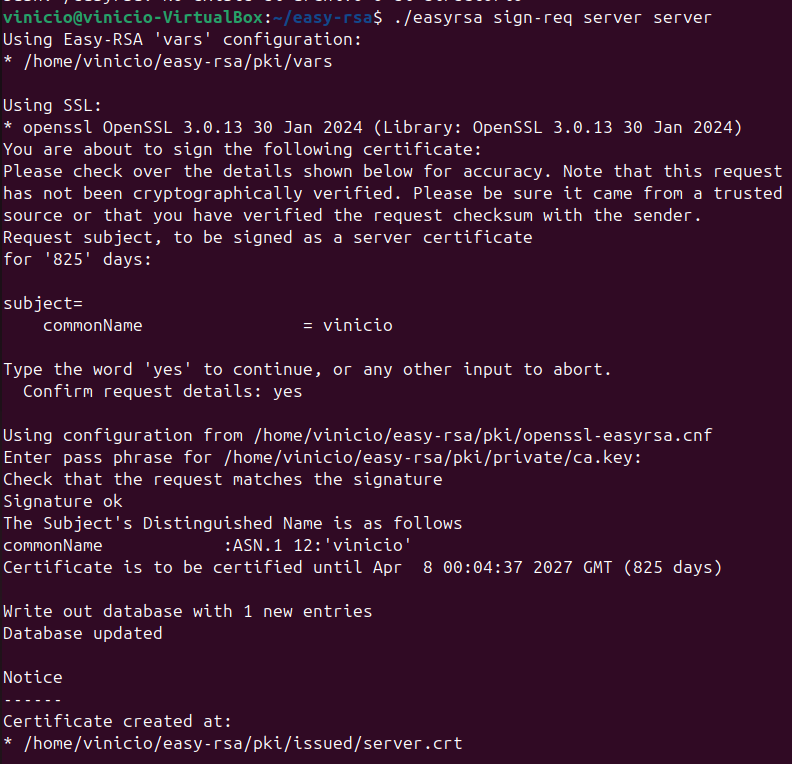 vinicio@vinicio-VirtualBox:~/easy-rsa$ ./easyrsa sign-req server server
Using Easy-RSA 'vars' configuration:
* /home/vinicio/easy-rsa/pki/vars

Using SSL:
* openssl OpenSSL 3.0.13 30 Jan 2024 (Library: OpenSSL 3.0.13 30 Jan 2024)
You are about to sign the following certificate:
Please check over the details shown below for accuracy. Note that this request
has not been cryptographically verified. Please be sure it came from a trusted
source or that you have verified the request checksum with the sender.
Request subject, to be signed as a server certificate
for '825' days:

subject=
    commonName                = vinicio

Type the word 'yes' to continue, or any other input to abort.
  Confirm request details: yes

Using configuration from /home/vinicio/easy-rsa/pki/openssl-easyrsa.cnf
Enter pass phrase for /home/vinicio/easy-rsa/pki/private/ca.key:
Check that the request matches the signature
Signature ok
The Subject's Distinguished Name is as follows
commonName            :ASN.1 12:'vinicio'
Certificate is to be certified until Apr  8 00:04:37 2027 GMT (825 days)

Write out database with 1 new entries
Database updated

Notice
------
Certificate created at:
* /home/vinicio/easy-rsa/pki/issued/server.crt